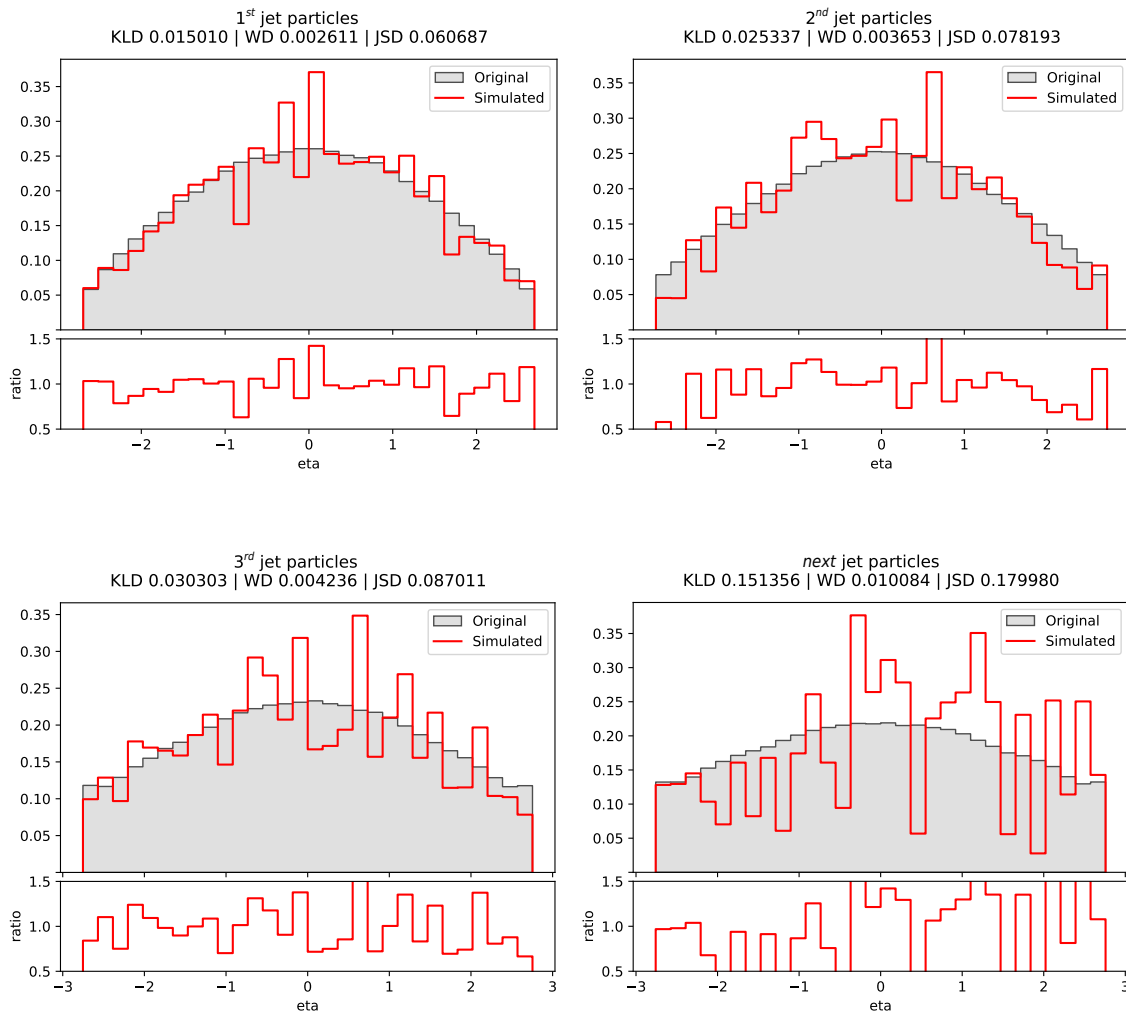 1st jet particles
KLD 0.015010 | WD 0.002611 | JSD 0.060687
Original
Simulated
0.35
0.30
0.25
0.20
0.15
0.10
0.05
1.5
1.0
0.5
ratio
−2 −1 0 1 2
eta
2nd jet particles
KLD 0.025337 | WD 0.003653 | JSD 0.078193
Original
Simulated
0.35
0.30
0.25
0.20
0.15
0.10
0.05
1.5
1.0
0.5
ratio
−2 −1 0 1 2
eta
3rd jet particles
KLD 0.030303 | WD 0.004236 | JSD 0.087011
Original
Simulated
0.35
0.30
0.25
0.20
0.15
0.10
0.05
1.5
1.0
0.5
ratio
−3 −2 −1 0 1 2 3
eta
next jet particles
KLD 0.151356 | WD 0.010084 | JSD 0.179980
Original
Simulated
0.35
0.30
0.25
0.20
0.15
0.10
0.05
1.5
1.0
0.5
ratio
−3 −2 −1 0 1 2 3
eta